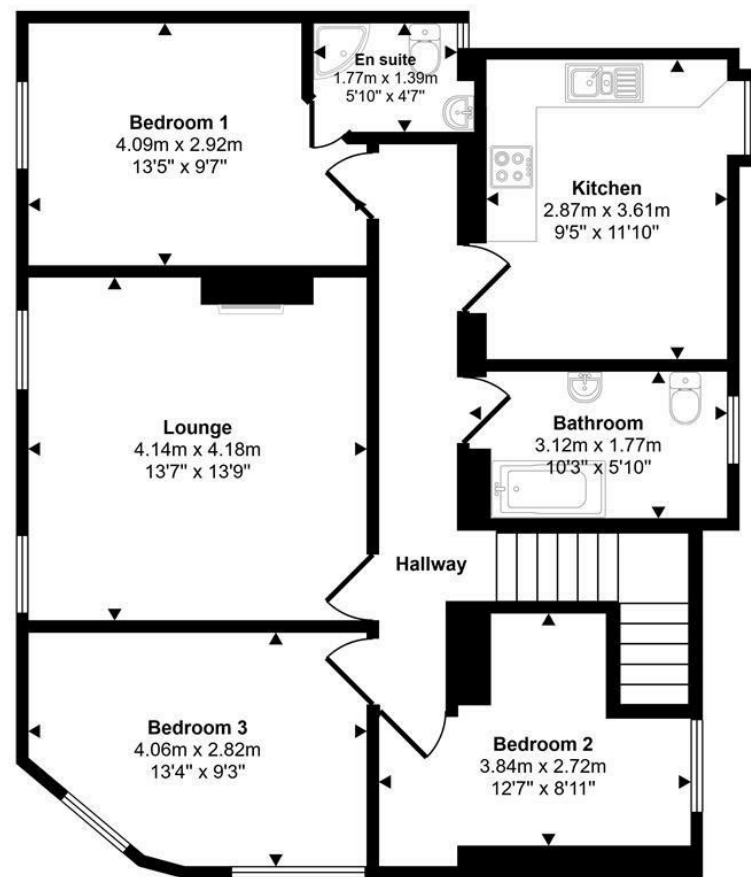 En suite
1.77m x 1.39m
5'10" x 4'7"
Bedroom 1
4.09m x 2.92m
13'5" x 9'7"
Kitchen
2.87m x 3.61m
9'5" x 11'10"
Lounge
4.14m x 4.18m
13'7" x 13'9"
Bathroom
3.12m x 1.77m
10'3" x 5'10"
Hallway
Bedroom 3
4.06m x 2.82m
13'4" x 9'3"
Bedroom 2
3.84m x 2.72m
12'7" x 8'11"